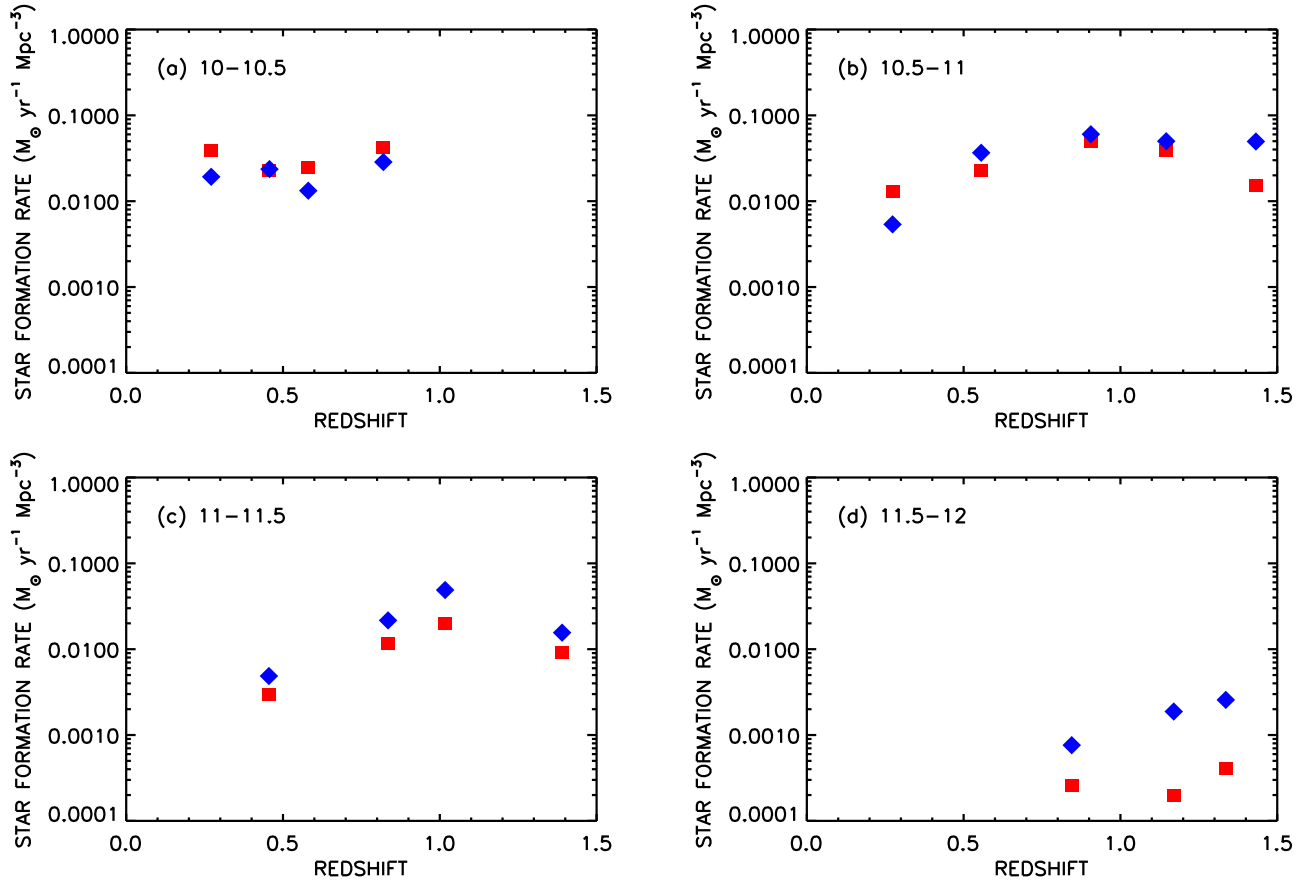 (a) 10−10.5
STAR FORMATION RATE (M⊙ yr⁻¹ Mpc⁻³)
1.0000
0.1000
0.0100
0.0010
0.0001
0.0 0.5 1.0 1.5
REDSHIFT
(b) 10.5−11
STAR FORMATION RATE (M⊙ yr⁻¹ Mpc⁻³)
1.0000
0.1000
0.0100
0.0010
0.0001
0.0 0.5 1.0 1.5
REDSHIFT
(c) 11−11.5
STAR FORMATION RATE (M⊙ yr⁻¹ Mpc⁻³)
1.0000
0.1000
0.0100
0.0010
0.0001
0.0 0.5 1.0 1.5
REDSHIFT
(d) 11.5−12
STAR FORMATION RATE (M⊙ yr⁻¹ Mpc⁻³)
1.0000
0.1000
0.0100
0.0010
0.0001
0.0 0.5 1.0 1.5
REDSHIFT